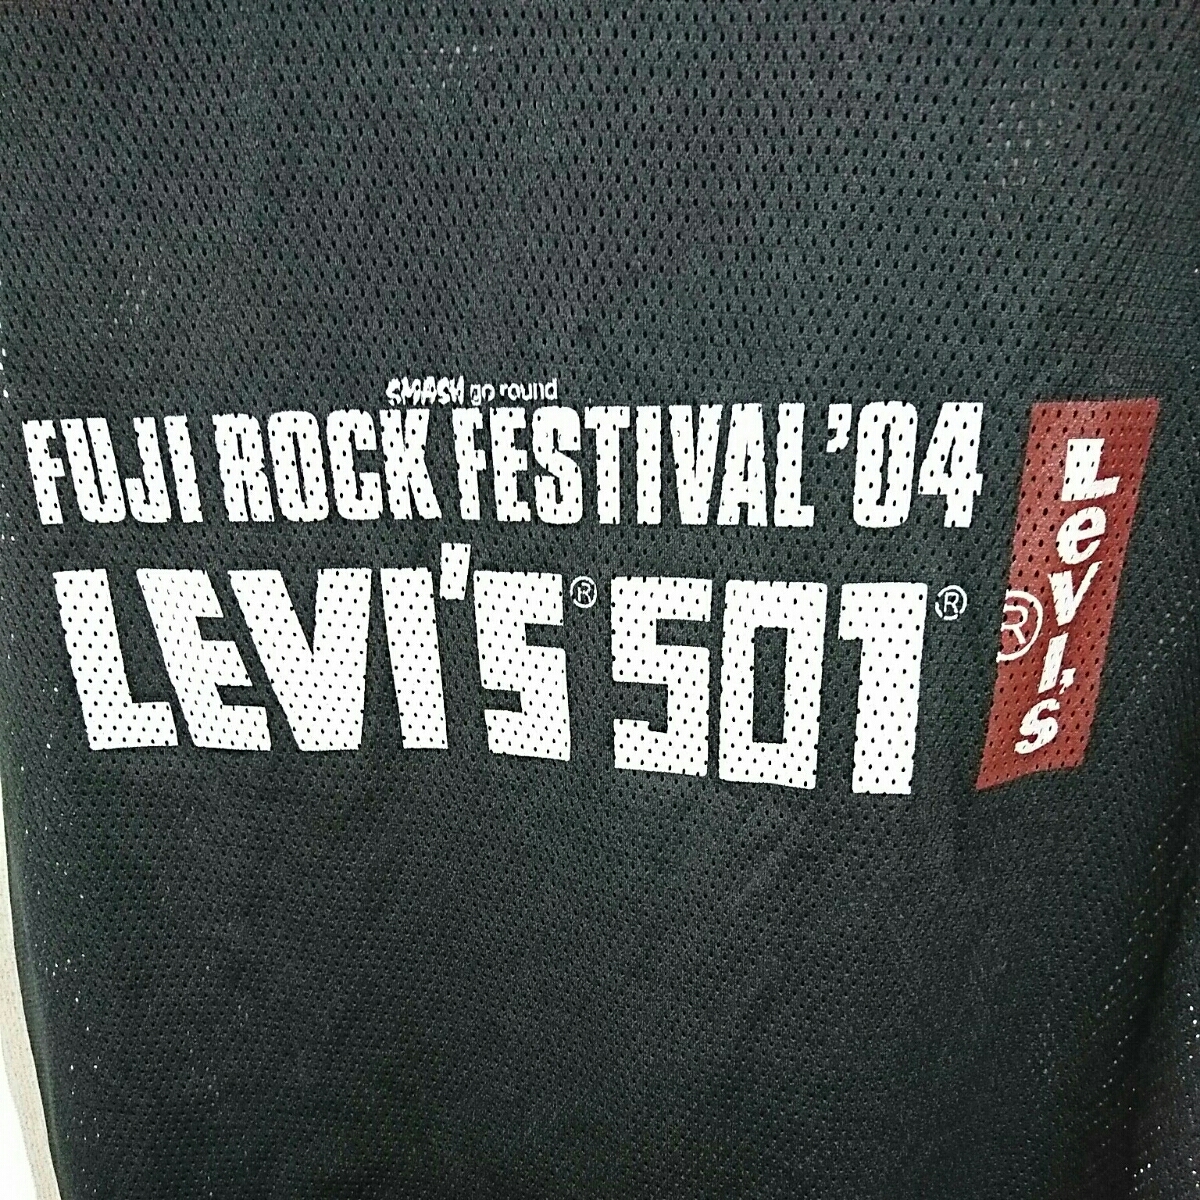 SMASH go round
FUJI ROCK FESTIVAL '04
LEVI'S® 501®
LeVI'S
®